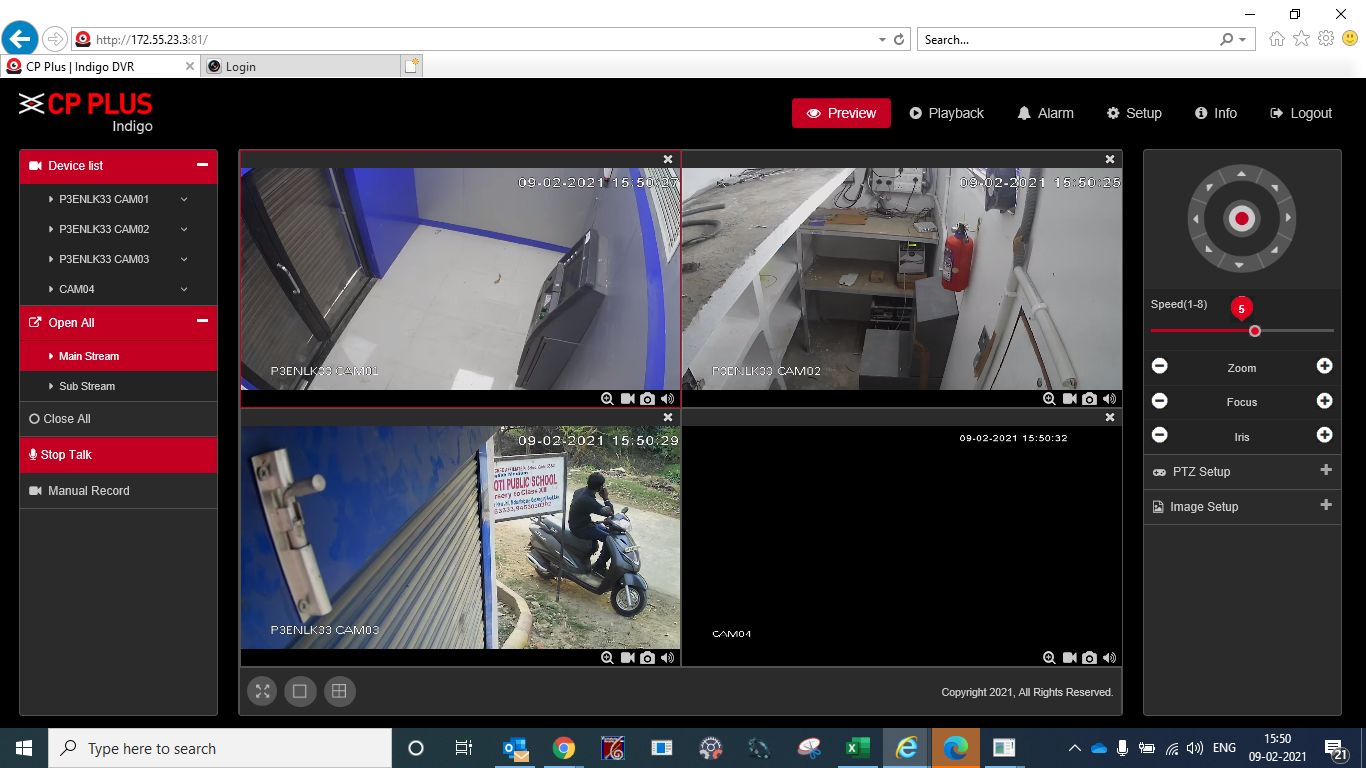 http://172.55.23.3:81/
Search...
CP Plus | Indigo DVR
Login
CP PLUS
Indigo
Preview
Playback
Alarm
Setup
Info
Logout
Device list
P3ENLK33 CAM01
P3ENLK33 CAM02
P3ENLK33 CAM03
CAM04
Open All
Main Stream
Sub Stream
Close All
Stop Talk
Manual Record
09-02-2021 15:50:27
P3ENLK33 CAM01
09-02-2021 15:50:25
P3ENLK33 CAM02
09-02-2021 15:50:29
OTI PUBLIC SCHOOL
rsery to Class XII
P3ENLK33 CAM03
09-02-2021 15:50:32
CAM04
Copyright 2021, All Rights Reserved.
Speed(1-8)
5
Zoom
Focus
Iris
PTZ Setup
Image Setup
Type here to search
ENG
15:50
09-02-2021
21